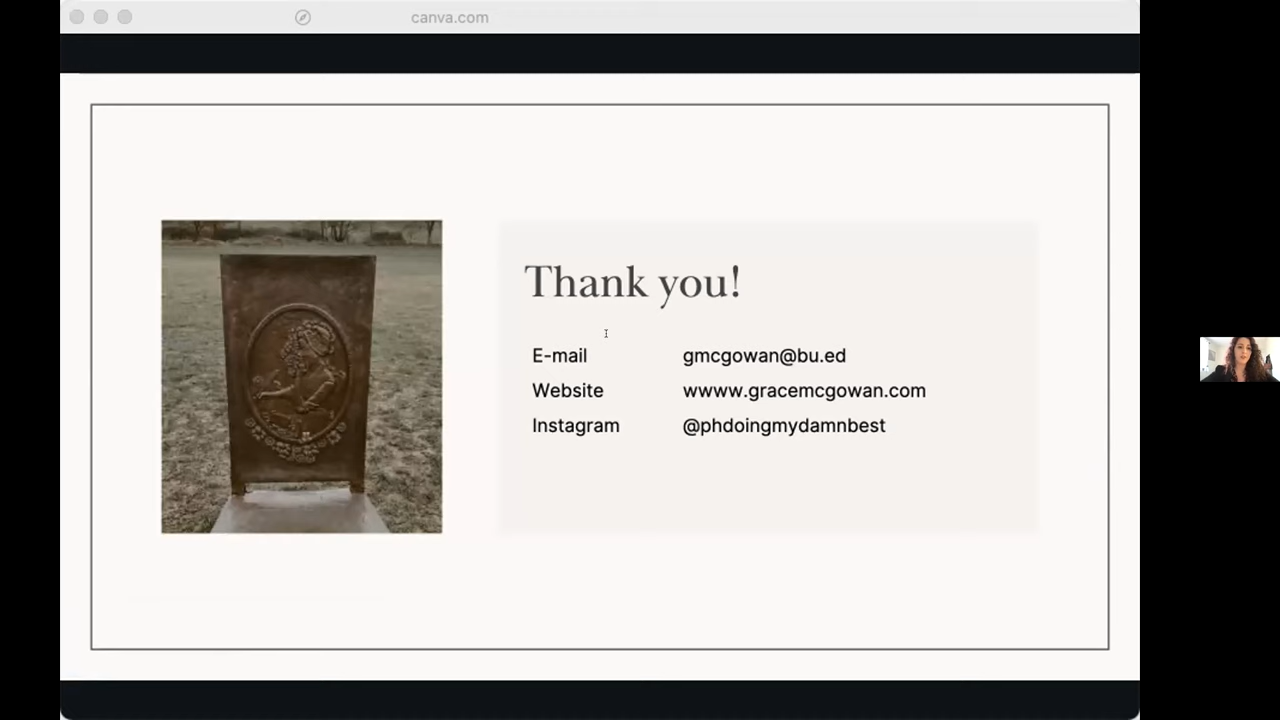 canva.com
Thank you!
E-mail gmcgowan@bu.ed
Website wwww.gracemcgowan.com
Instagram @phdoingmydamnbest